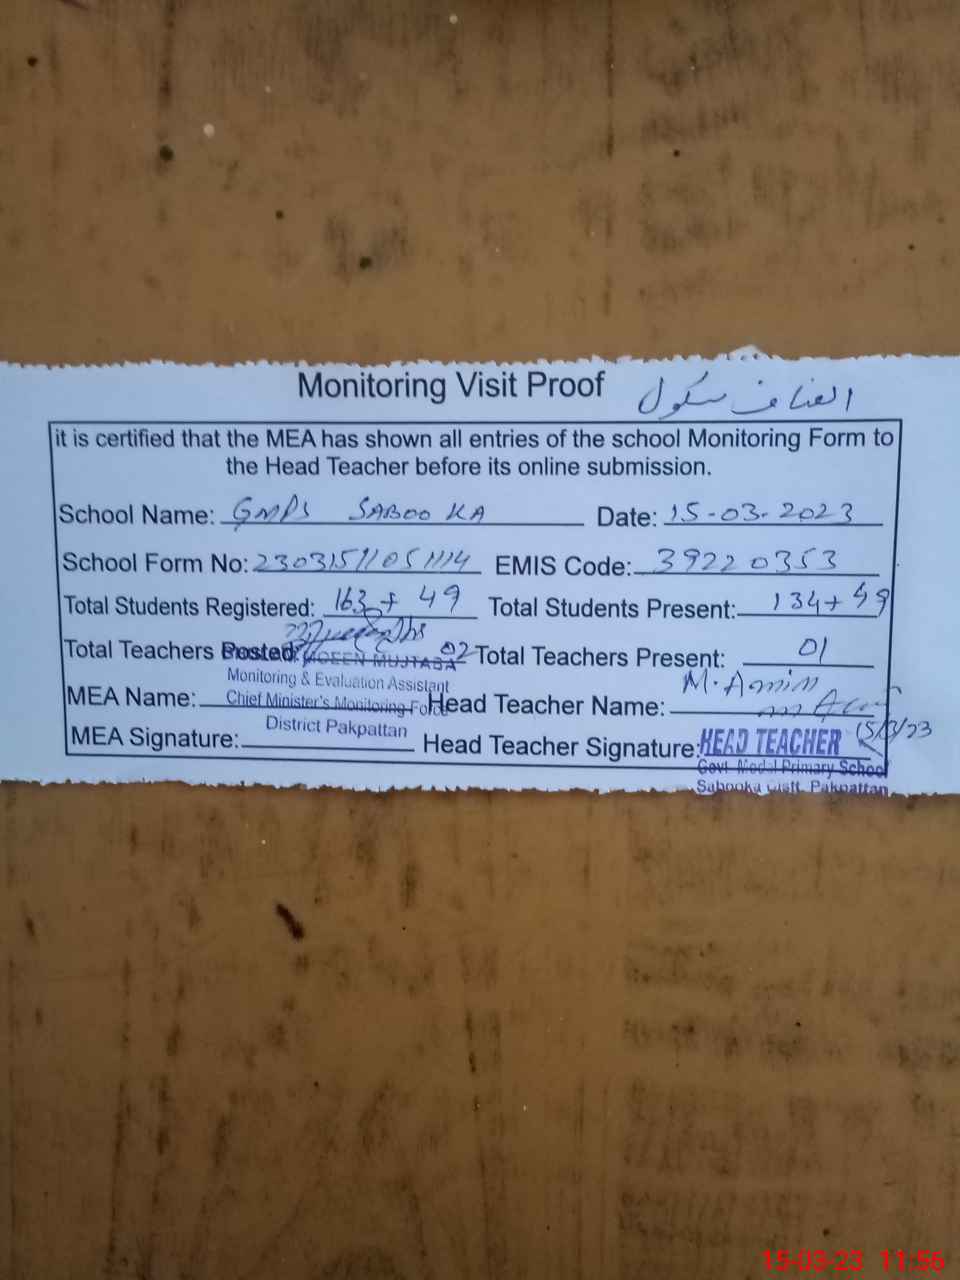 Monitoring Visit Proof
انصاف سکول
it is certified that the MEA has shown all entries of the school Monitoring Form to
the Head Teacher before its online submission.
School Name: GMPS SABOO KA Date: 15-03-2023
School Form No: 23031511051114 EMIS Code: 39220353
Total Students Registered: 163 + 49 Total Students Present: 134 + 49
Total Teachers Posted: 02 Total Teachers Present: 01
MOEEN MUJTABA
Monitoring & Evaluation Assistant
Chief Minister's Monitoring Force
District Pakpattan
MEA Name: Head Teacher Name: M. Amin
MEA Signature: Head Teacher Signature:
15/3/23
HEAD TEACHER
Govt. Model Primary School
Sabooka Distt. Pakpattan
15-03-23 11:56